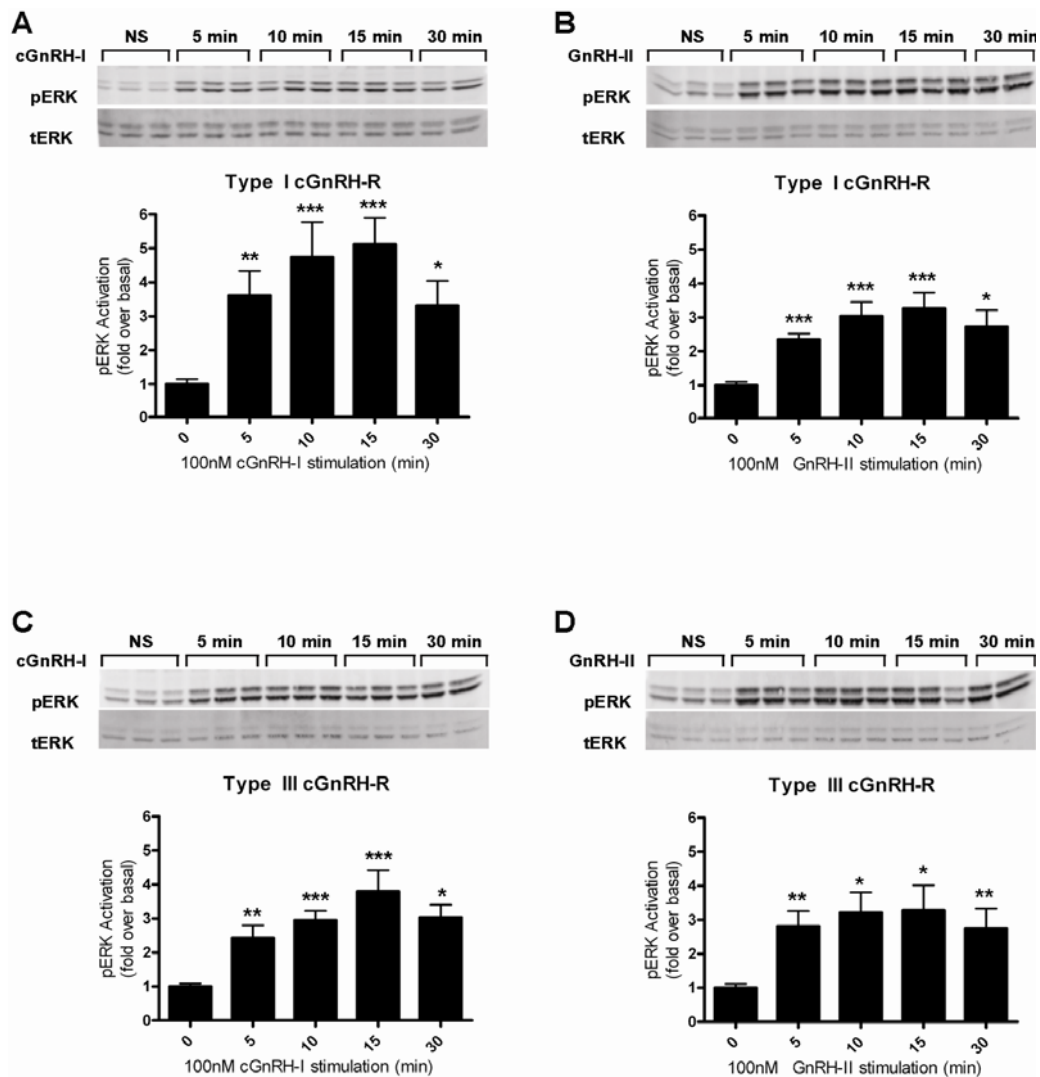 A
NS 5 min 10 min 15 min 30 min
cGnRH-I
pERK
tERK
Type I cGnRH-R
*** *** ** *
pERK Activation
(fold over basal)
6
5
4
3
2
1
0
0 5 10 15 30
100nM cGnRH-I stimulation (min)
B
NS 5 min 10 min 15 min 30 min
GnRH-II
pERK
tERK
Type I cGnRH-R
*** *** *** *
pERK Activation
(fold over basal)
6
5
4
3
2
1
0
0 5 10 15 30
100nM GnRH-II stimulation (min)
C
NS 5 min 10 min 15 min 30 min
cGnRH-I
pERK
tERK
Type III cGnRH-R
** *** *** *
pERK Activation
(fold over basal)
6
5
4
3
2
1
0
0 5 10 15 30
100nM cGnRH-I stimulation (min)
D
NS 5 min 10 min 15 min 30 min
GnRH-II
pERK
tERK
Type III cGnRH-R
** * * **
pERK Activation
(fold over basal)
6
5
4
3
2
1
0
0 5 10 15 30
100nM GnRH-II stimulation (min)